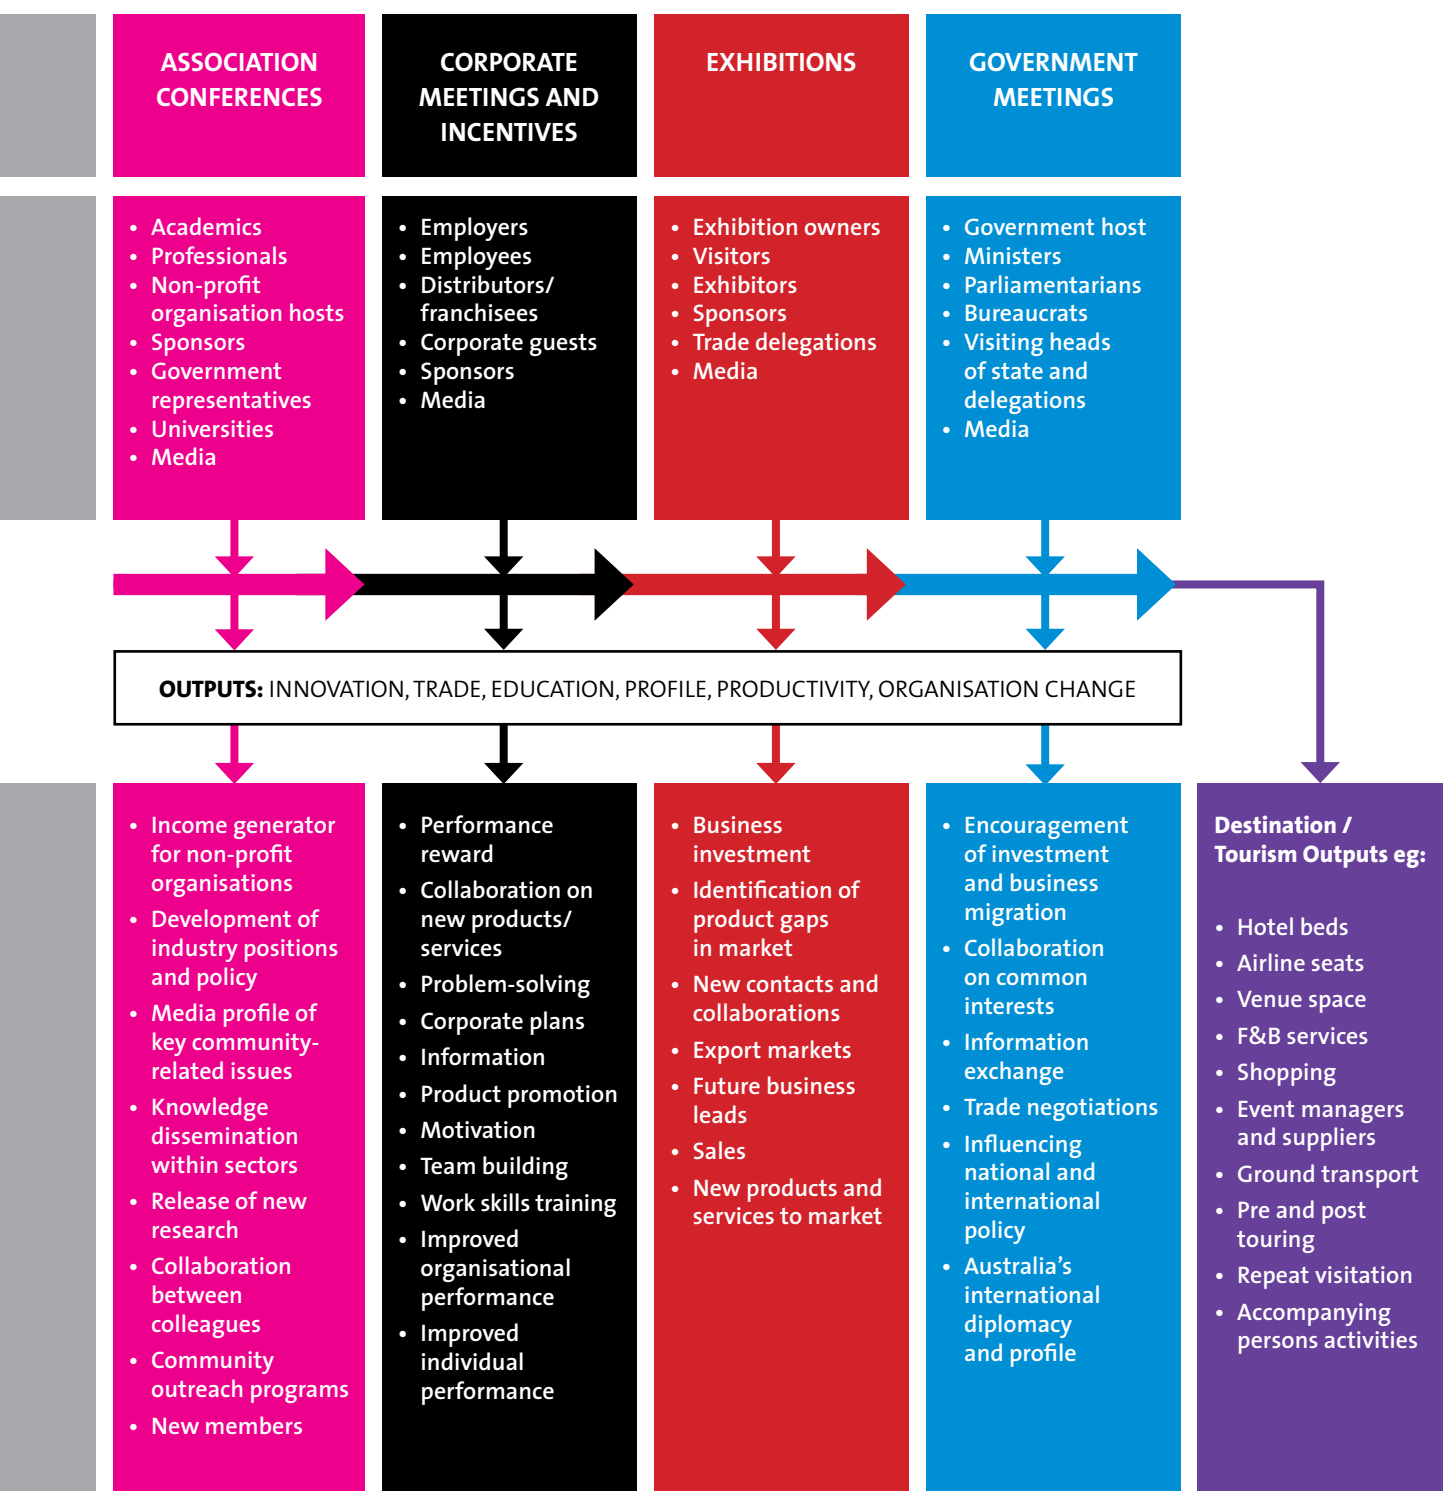 ASSOCIATION
CONFERENCES
CORPORATE
MEETINGS AND
INCENTIVES
EXHIBITIONS
GOVERNMENT
MEETINGS
• Academics
• Professionals
• Non-profit
organisation hosts
• Sponsors
• Government
representatives
• Universities
• Media
• Employers
• Employees
• Distributors/
franchisees
• Corporate guests
• Sponsors
• Media
• Exhibition owners
• Visitors
• Exhibitors
• Sponsors
• Trade delegations
• Media
• Government host
• Ministers
• Parliamentarians
• Bureaucrats
• Visiting heads
of state and
delegations
• Media
OUTPUTS: INNOVATION, TRADE, EDUCATION, PROFILE, PRODUCTIVITY, ORGANISATION CHANGE
• Income generator
for non-profit
organisations
• Development of
industry positions
and policy
• Media profile of
key community-
related issues
• Knowledge
dissemination
within sectors
• Release of new
research
• Collaboration
between
colleagues
• Community
outreach programs
• New members
• Performance
reward
• Collaboration on
new products/
services
• Problem-solving
• Corporate plans
• Information
• Product promotion
• Motivation
• Team building
• Work skills training
• Improved
organisational
performance
• Improved
individual
performance
• Business
investment
• Identification of
product gaps
in market
• New contacts and
collaborations
• Export markets
• Future business
leads
• Sales
• New products and
services to market
• Encouragement
of investment
and business
migration
• Collaboration
on common
interests
• Information
exchange
• Trade negotiations
• Influencing
national and
international
policy
• Australia's
international
diplomacy
and profile
Destination /
Tourism Outputs eg:
• Hotel beds
• Airline seats
• Venue space
• F&B services
• Shopping
• Event managers
and suppliers
• Ground transport
• Pre and post
touring
• Repeat visitation
• Accompanying
persons activities